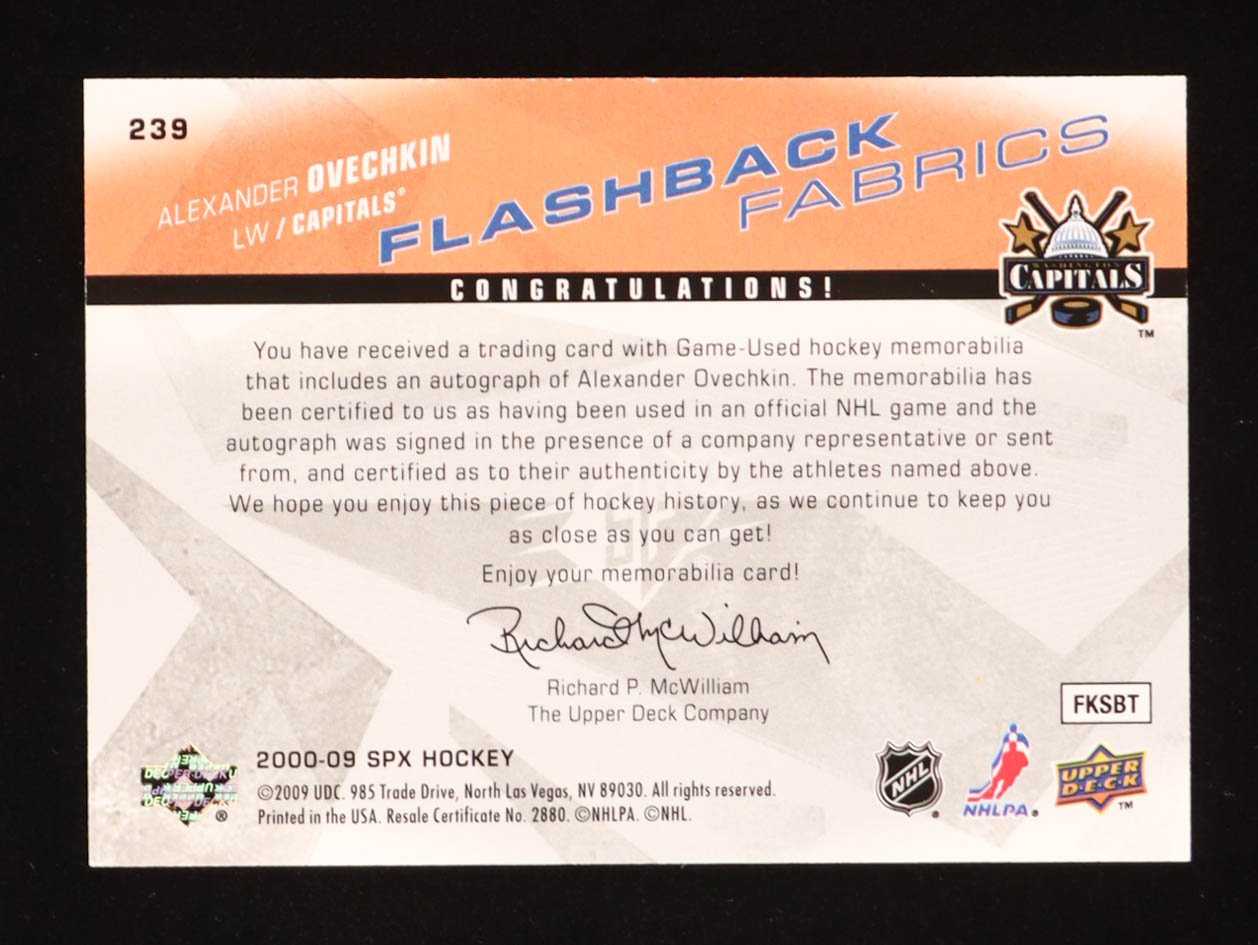 239
ALEXANDER OVECHKIN
LW / CAPITALS®
FLASHBACK
FABRICS
WASHINGTON
CAPITALS
TM
CONGRATULATIONS!
You have received a trading card with Game-Used hockey memorabilia
that includes an autograph of Alexander Ovechkin. The memorabilia has
been certified to us as having been used in an official NHL game and the
autograph was signed in the presence of a company representative or sent
from, and certified as to their authenticity by the athletes named above.
We hope you enjoy this piece of hockey history, as we continue to keep you
as close as you can get!
Enjoy your memorabilia card!
Richard McWilliam
Richard P. McWilliam
The Upper Deck Company
FKSBT
2000-09 SPX HOCKEY
©2009 UDC. 985 Trade Drive, North Las Vegas, NV 89030. All rights reserved.
Printed in the USA. Resale Certificate No. 2880. ©NHLPA. ©NHL.
®
NHL
®
NHLPA®
UPPER
DECK
TM